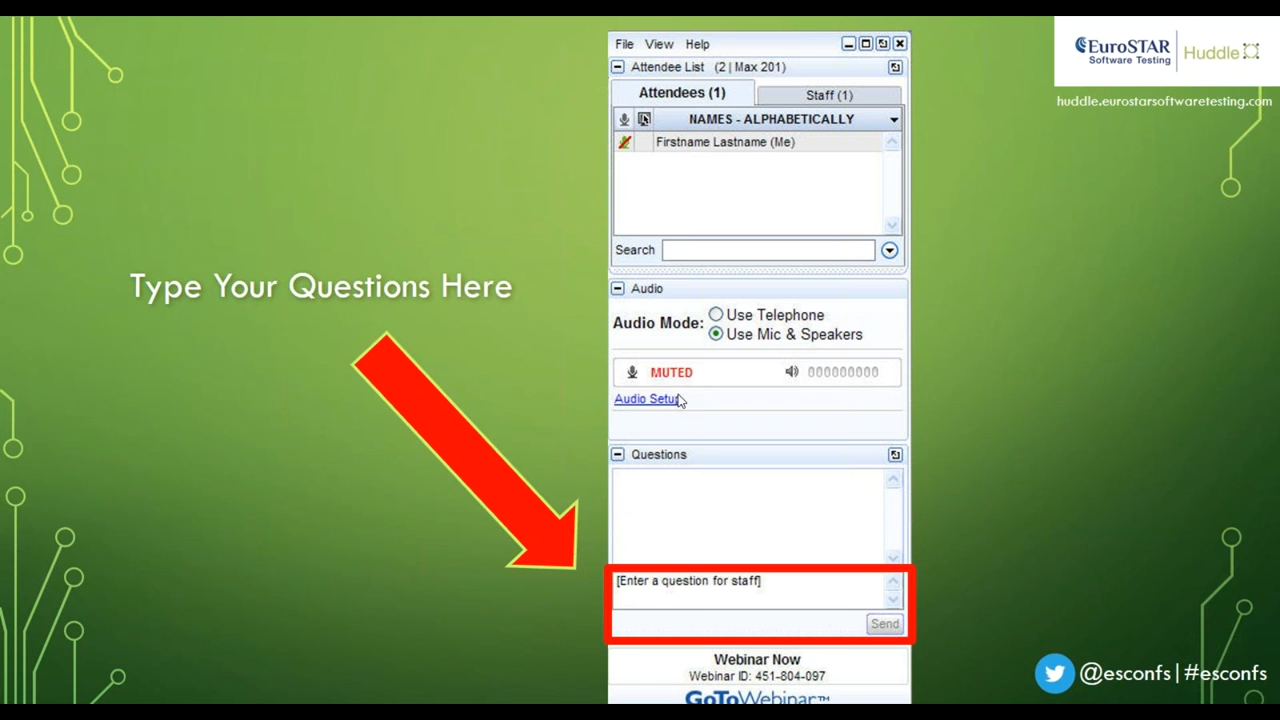 EuroSTAR
Software Testing
Huddle
huddle.eurostarsoftwaretesting.com
Type Your Questions Here
File View Help
Attendee List (2 | Max 201)
Attendees (1)
Staff (1)
NAMES - ALPHABETICALLY
Firstname Lastname (Me)
Search
Audio
Audio Mode:
Use Telephone
Use Mic & Speakers
MUTED
000000000
Audio Setup
Questions
[Enter a question for staff]
Send
Webinar Now
Webinar ID: 451-804-097
GoToWebinar™
@esconfs | #esconfs